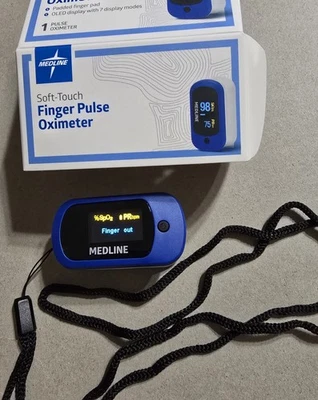 • Padded finger pad
• OLED display with 7 display modes
1 PULSE
OXIMETER
MEDLINE
Soft-Touch
Finger Pulse
Oximeter
MEDLINE
98
75
%SpO₂ PRbpm
Finger out
MEDLINE